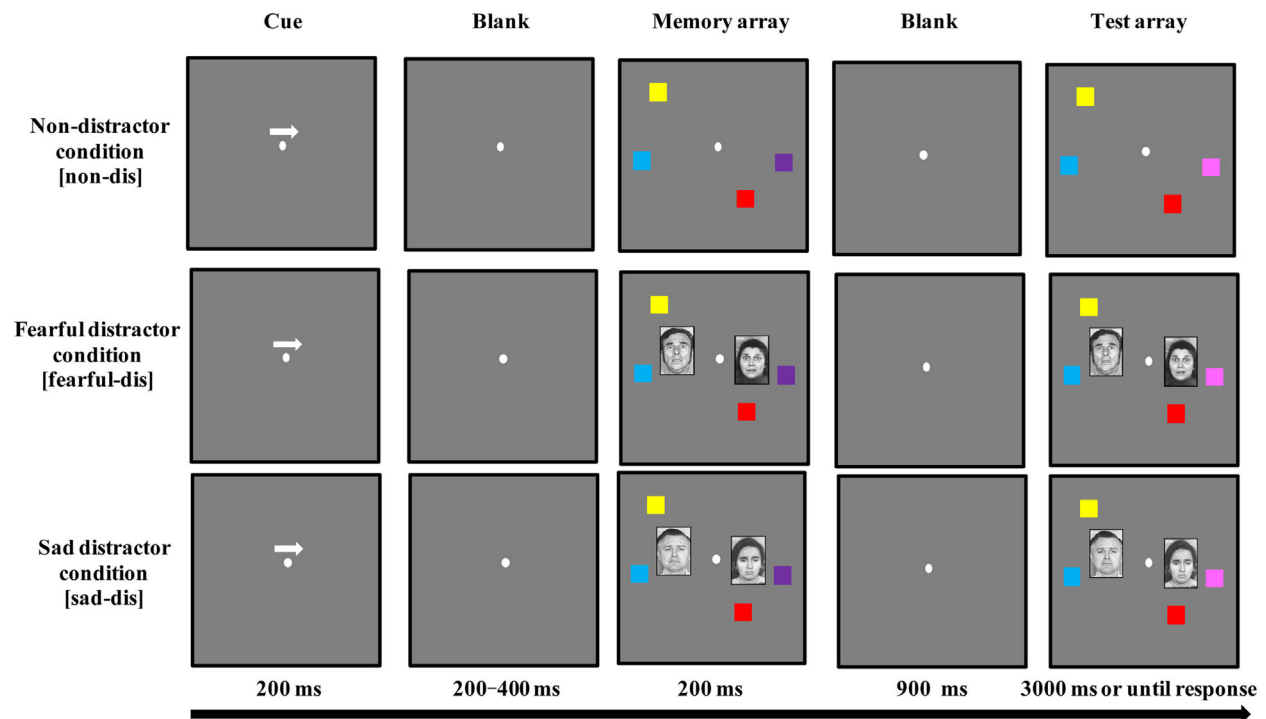 Cue Blank Memory array Blank Test array
Non-distractor
condition
[non-dis]
Fearful distractor
condition
[fearful-dis]
Sad distractor
condition
[sad-dis]
200 ms 200-400 ms 200 ms 900 ms 3000 ms or until response